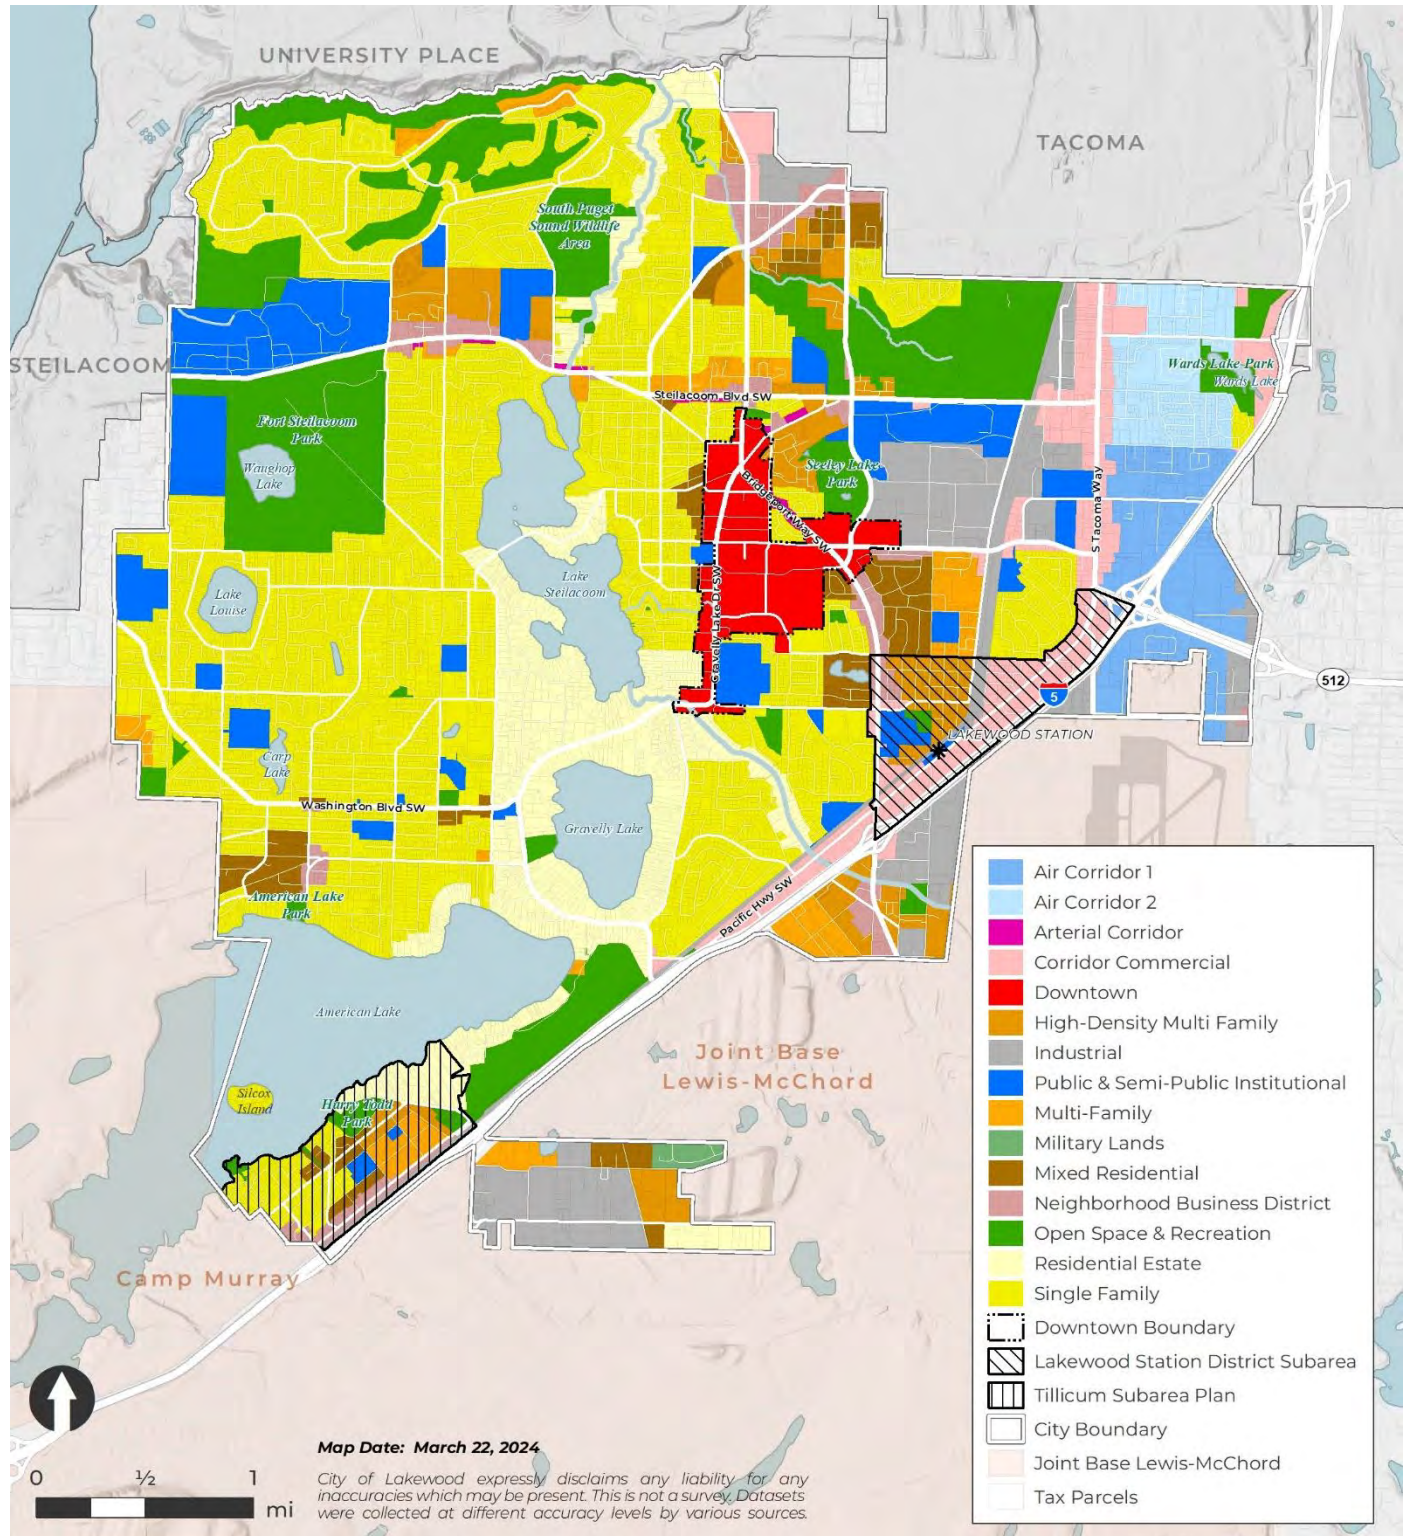 UNIVERSITY PLACE
TACOMA
South Puget
Sound Wildlife
Area
STEILACOOM
Wards Lake Park
Wards Lake
Steilacoom Blvd SW
Fort Steilacoom
Park
Waughop
Lake
Seeley Lake
Park
Bridgeport Way SW
S Tacoma Way
Lake
Steilacoom
Lake
Louise
Gravelly Lake Dr SW
512
5
LAKEWOOD STATION
Carp
Lake
Washington Blvd SW
Gravelly Lake
American Lake
Park
Pacific Hwy SW
American Lake
Joint Base
Lewis-McChord
Silcox
Island
Harry Todd
Park
Camp Murray
Air Corridor 1
Air Corridor 2
Arterial Corridor
Corridor Commercial
Downtown
High-Density Multi Family
Industrial
Public & Semi-Public Institutional
Multi-Family
Military Lands
Mixed Residential
Neighborhood Business District
Open Space & Recreation
Residential Estate
Single Family
Downtown Boundary
Lakewood Station District Subarea
Tillicum Subarea Plan
City Boundary
Joint Base Lewis-McChord
Tax Parcels
Map Date: March 22, 2024
City of Lakewood expressly disclaims any liability for any
inaccuracies which may be present. This is not a survey. Datasets
were collected at different accuracy levels by various sources.
0 ½ 1
mi